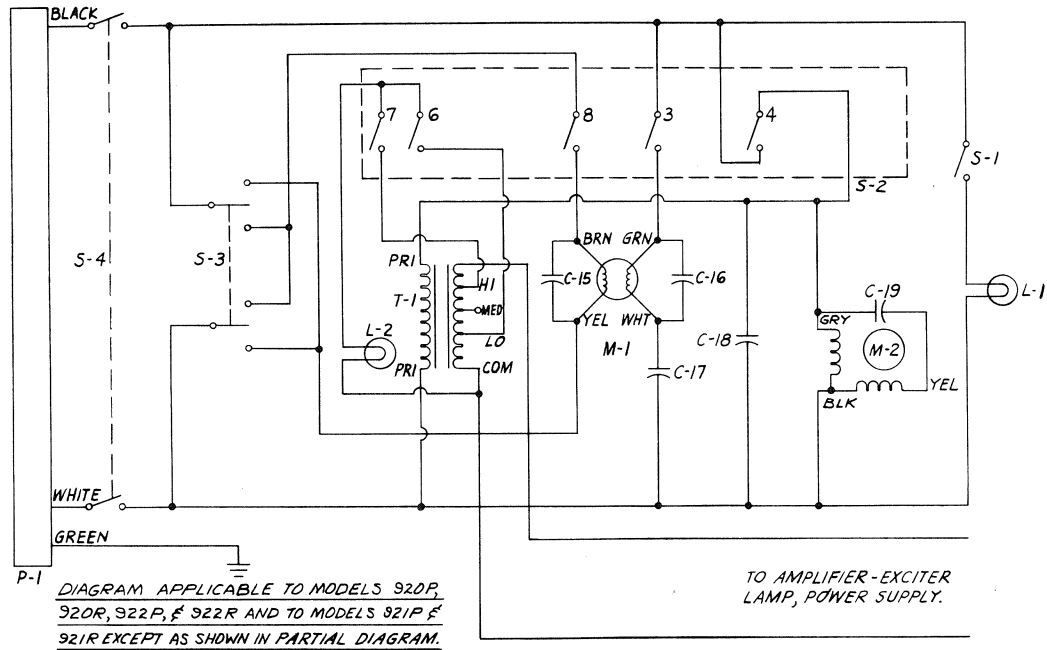 BLACK
7
6
8
3
4
S-1
S-2
S-4
S-3
PRI
T-1
HI
MED
LO
COM
PRI
L-2
BRN
GRN
C-15
C-16
YEL
WHT
M-1
C-17
C-18
C-19
GRY
M-2
BLK
YEL
L-1
WHITE
GREEN
P-1
DIAGRAM APPLICABLE TO MODELS 920P,
920R, 922P, & 922R AND TO MODELS 921P &
921R EXCEPT AS SHOWN IN PARTIAL DIAGRAM.
TO AMPLIFIER-EXCITER
LAMP, POWER SUPPLY.